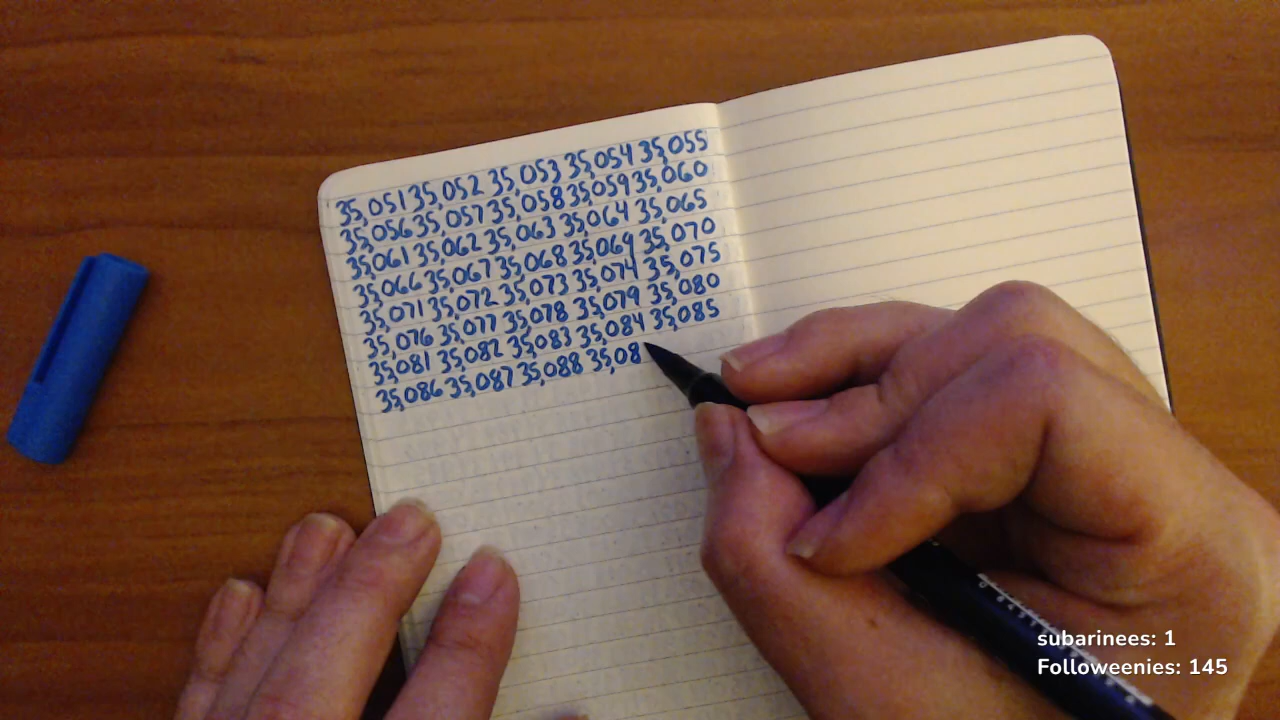 35,051 35,052 35,053 35,054 35,055
35,056 35,057 35,058 35,059 35,060
35,061 35,062 35,063 35,064 35,065
35,066 35,067 35,068 35,069 35,070
35,071 35,072 35,073 35,074 35,075
35,076 35,077 35,078 35,079 35,080
35,081 35,082 35,083 35,084 35,085
35,086 35,087 35,088 35,08
subarinees: 1
Followeenies: 145